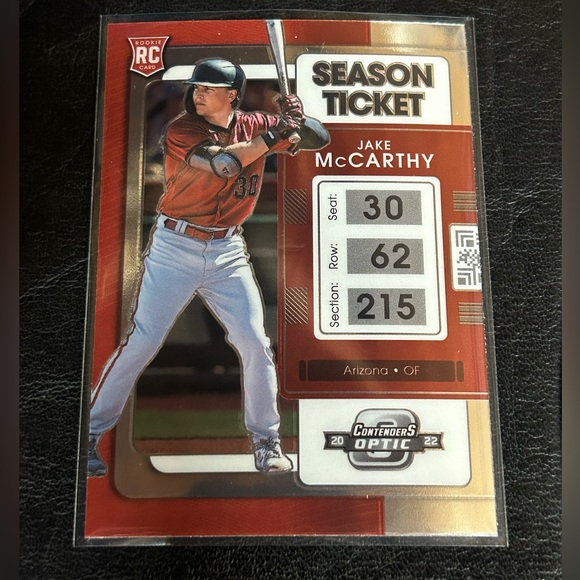 ROOKIE
RC
CARD
SEASON
TICKET
JAKE
McCARTHY
Seat: 30
Row: 62
Section: 215
30
Arizona • OF
CONTENDERS
20 OPTIC 22